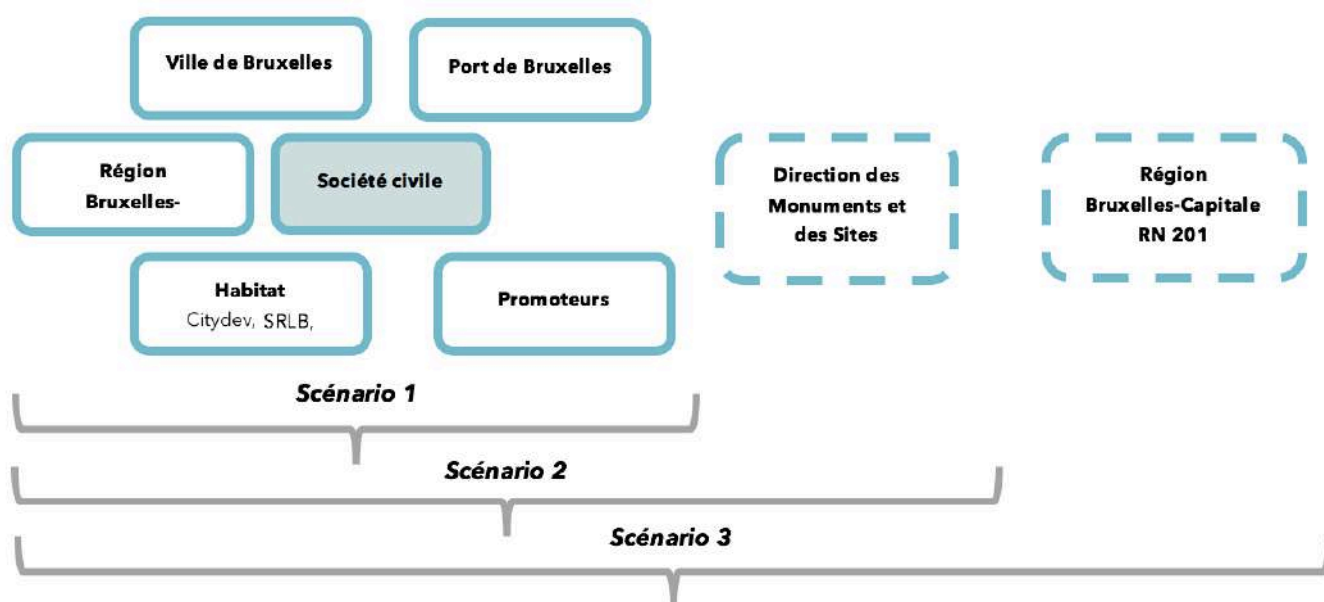 Ville de Bruxelles
Port de Bruxelles
Région
Bruxelles-
Société civile
Direction des
Monuments et
des Sites
Région
Bruxelles-Capitale
RN 201
Habitat
Citydev, SRLB,
Promoteurs
Scénario 1
Scénario 2
Scénario 3